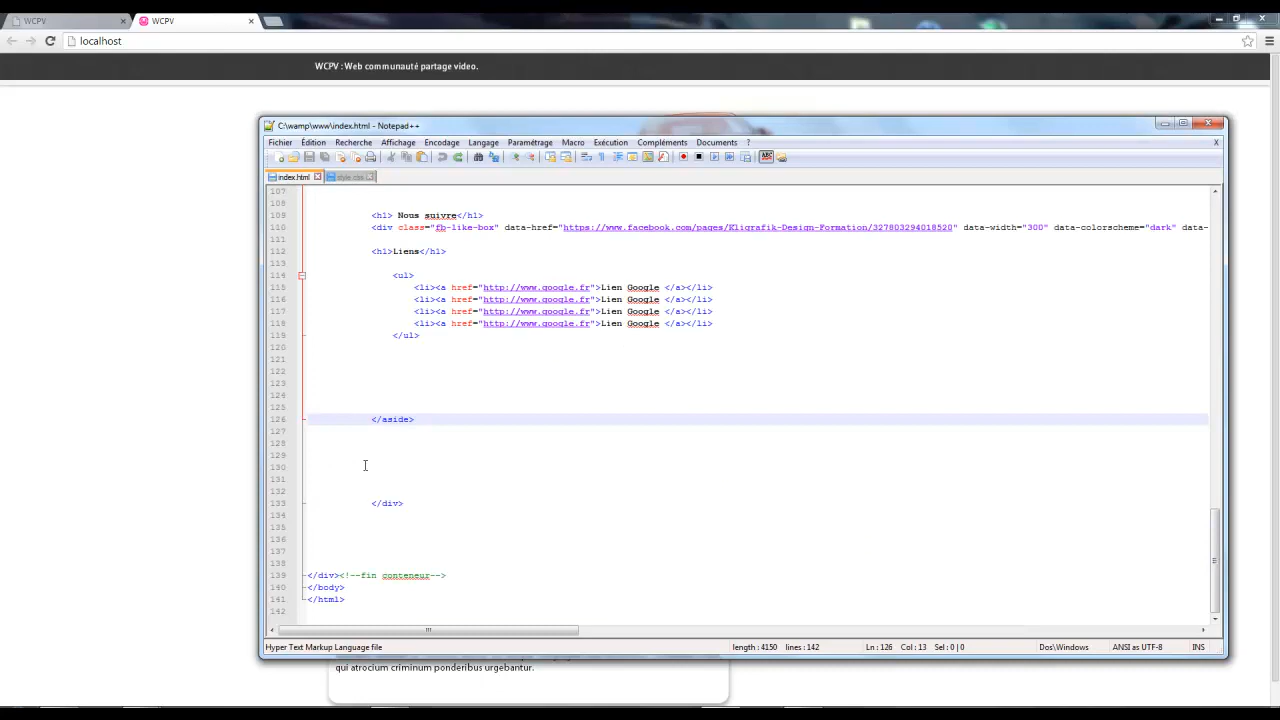 WCPV
WCPV
localhost
WCPV : Web communauté partage video.
C:\wamp\www\index.html - Notepad++
Fichier Édition Recherche Affichage Encodage Langage Paramétrage Macro Exécution Compléments Documents ? X
index.html style.css
107
108
109 <h1> Nous suivre</h1>
110 <div class="fb-like-box" data-href="https://www.facebook.com/pages/Kligrafik-Design-Formation/327803294018520" data-width="300" data-colorscheme="dark" data-
111
112 <h1>Liens</h1>
113
114 <ul>
115 <li><a href="http://www.google.fr">Lien Google </a></li>
116 <li><a href="http://www.google.fr">Lien Google </a></li>
117 <li><a href="http://www.google.fr">Lien Google </a></li>
118 <li><a href="http://www.google.fr">Lien Google </a></li>
119 </ul>
120
121
122
123
124
125
126 </aside>
127
128
129
130
131
132
133 </div>
134
135
136
137
138
139 </div><!--fin conteneur-->
140 </body>
141 </html>
142
Hyper Text Markup Language file length : 4150 lines : 142 Ln : 126 Col : 13 Sel : 0 | 0 Dos\Windows ANSI as UTF-8 INS
qui atrocium criminum ponderibus urgebantur.